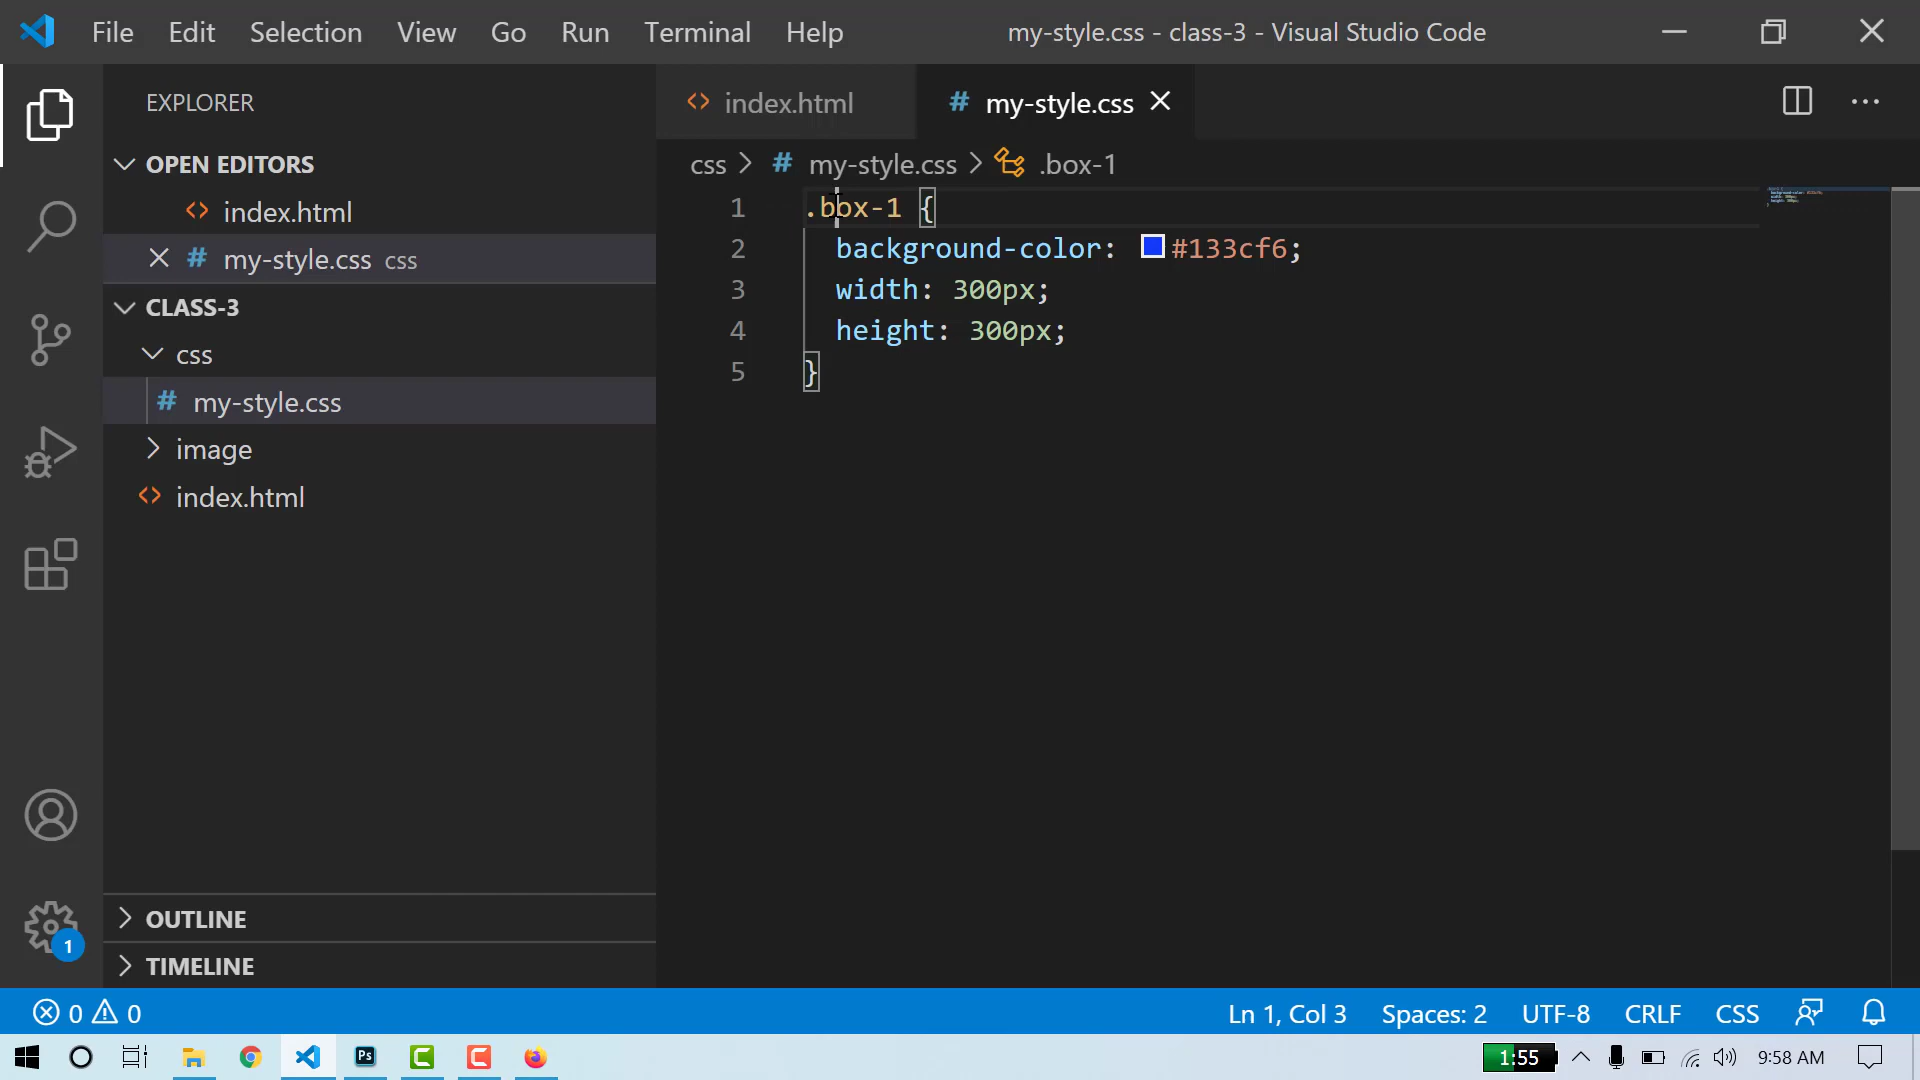 File Edit Selection View Go Run Terminal Help my-style.css - class-3 - Visual Studio Code
EXPLORER
OPEN EDITORS
index.html
my-style.css css
CLASS-3
css
my-style.css
image
index.html
OUTLINE
TIMELINE
index.html my-style.css
css > # my-style.css > .box-1
1 .box-1 {
2 background-color: #133cf6;
3 width: 300px;
4 height: 300px;
5 }
1
0 0 Ln 1, Col 3 Spaces: 2 UTF-8 CRLF CSS
Ps 1:55 9:58 AM